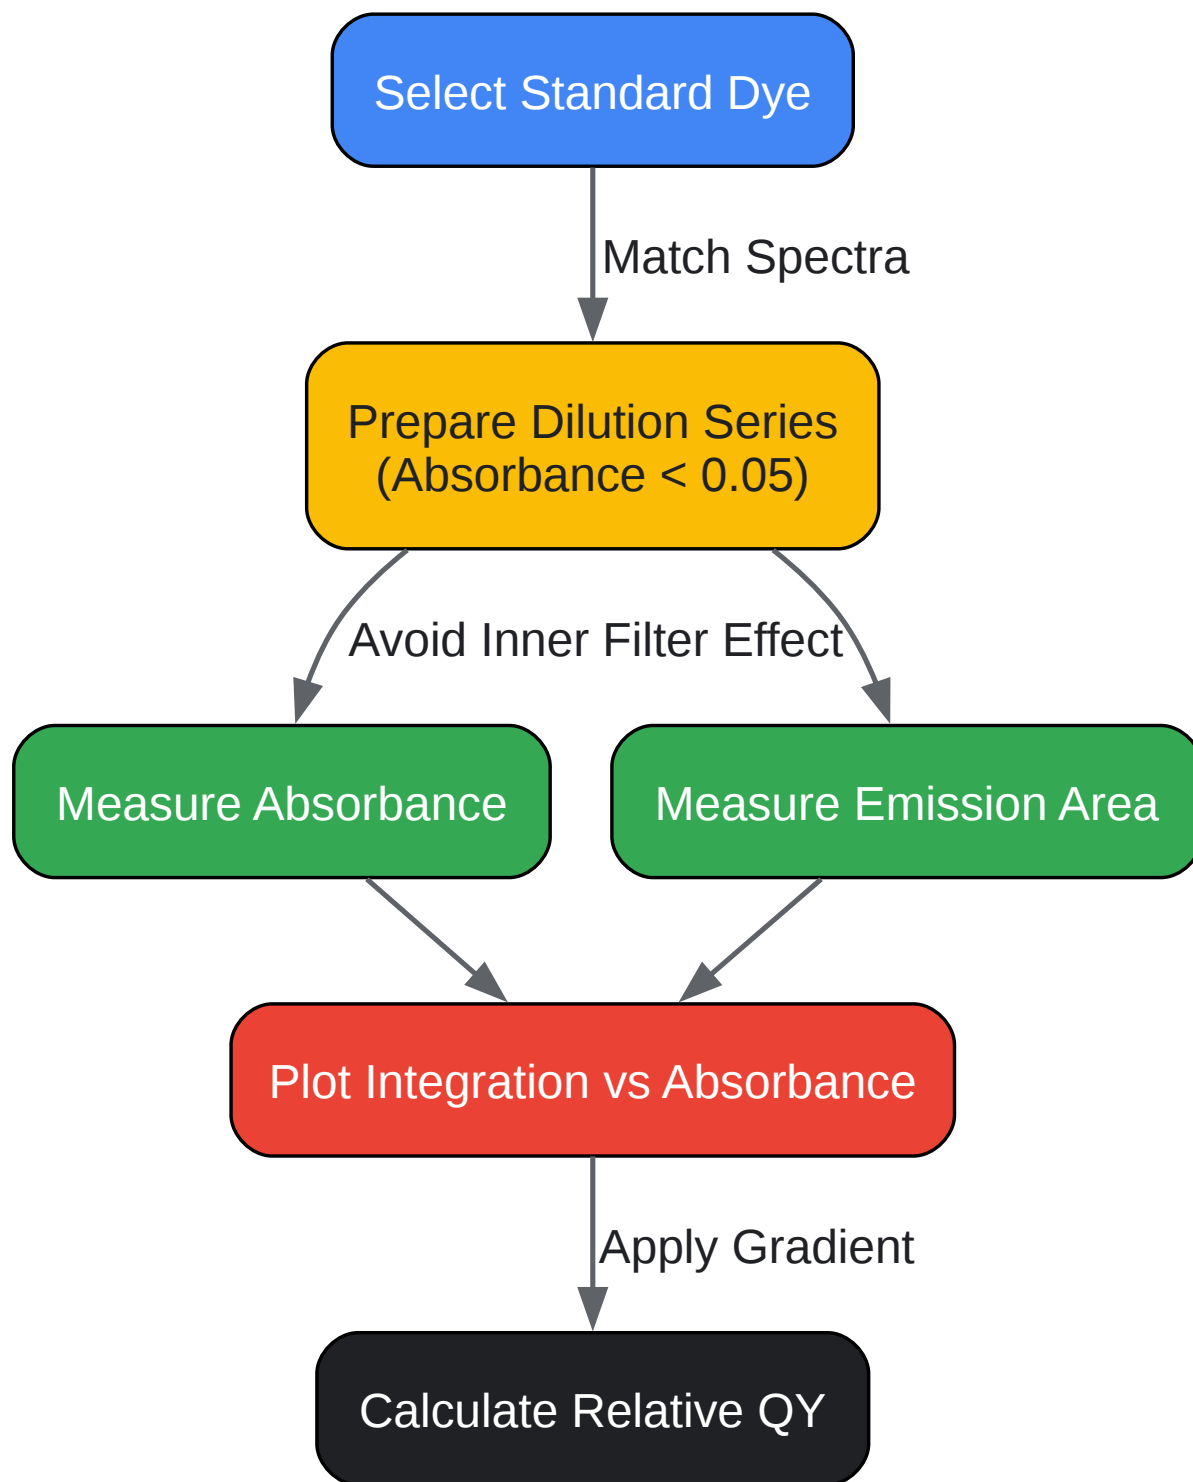 Select Standard Dye
Match Spectra
Prepare Dilution Series
(Absorbance < 0.05)
Avoid Inner Filter Effect
Measure Absorbance
Measure Emission Area
Plot Integration vs Absorbance
Apply Gradient
Calculate Relative QY